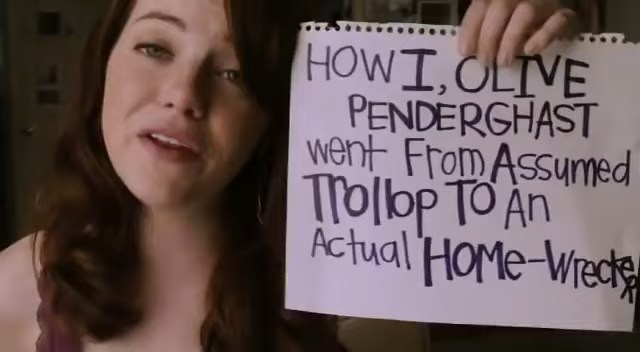 HOW I, OLIVE
PENDERGHAST
went From Assumed
Trollop To An
Actual Home-Wrecker